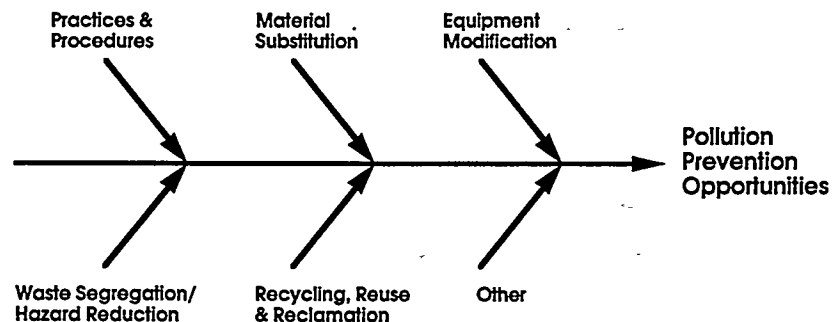 Practices &
Procedures
Material
Substitution
Equipment
Modification
Pollution
Prevention
Opportunities
Waste Segregation/
Hazard Reduction
Recycling, Reuse
& Reclamation
Other